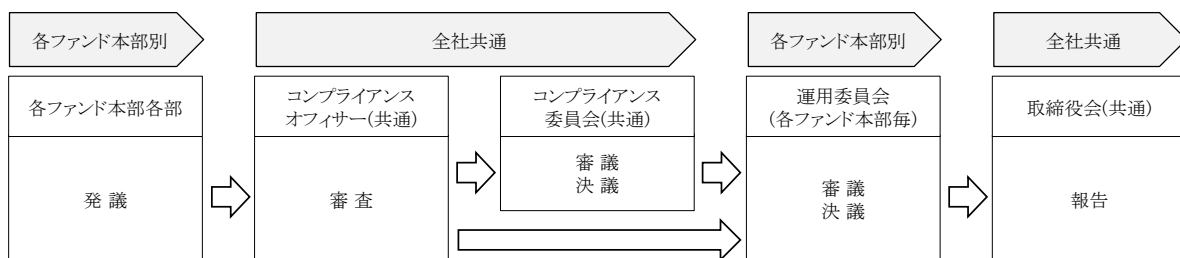 各ファンド本部別
全社共通
各ファンド本部別
全社共通
各ファンド本部各部
発 議
コンプライアンス
オフィサー(共通)
審 査
コンプライアンス
委員会(共通)
審 議
決 議
運用委員会
(各ファンド本部毎)
審 議
決 議
取締役会(共通)
報告